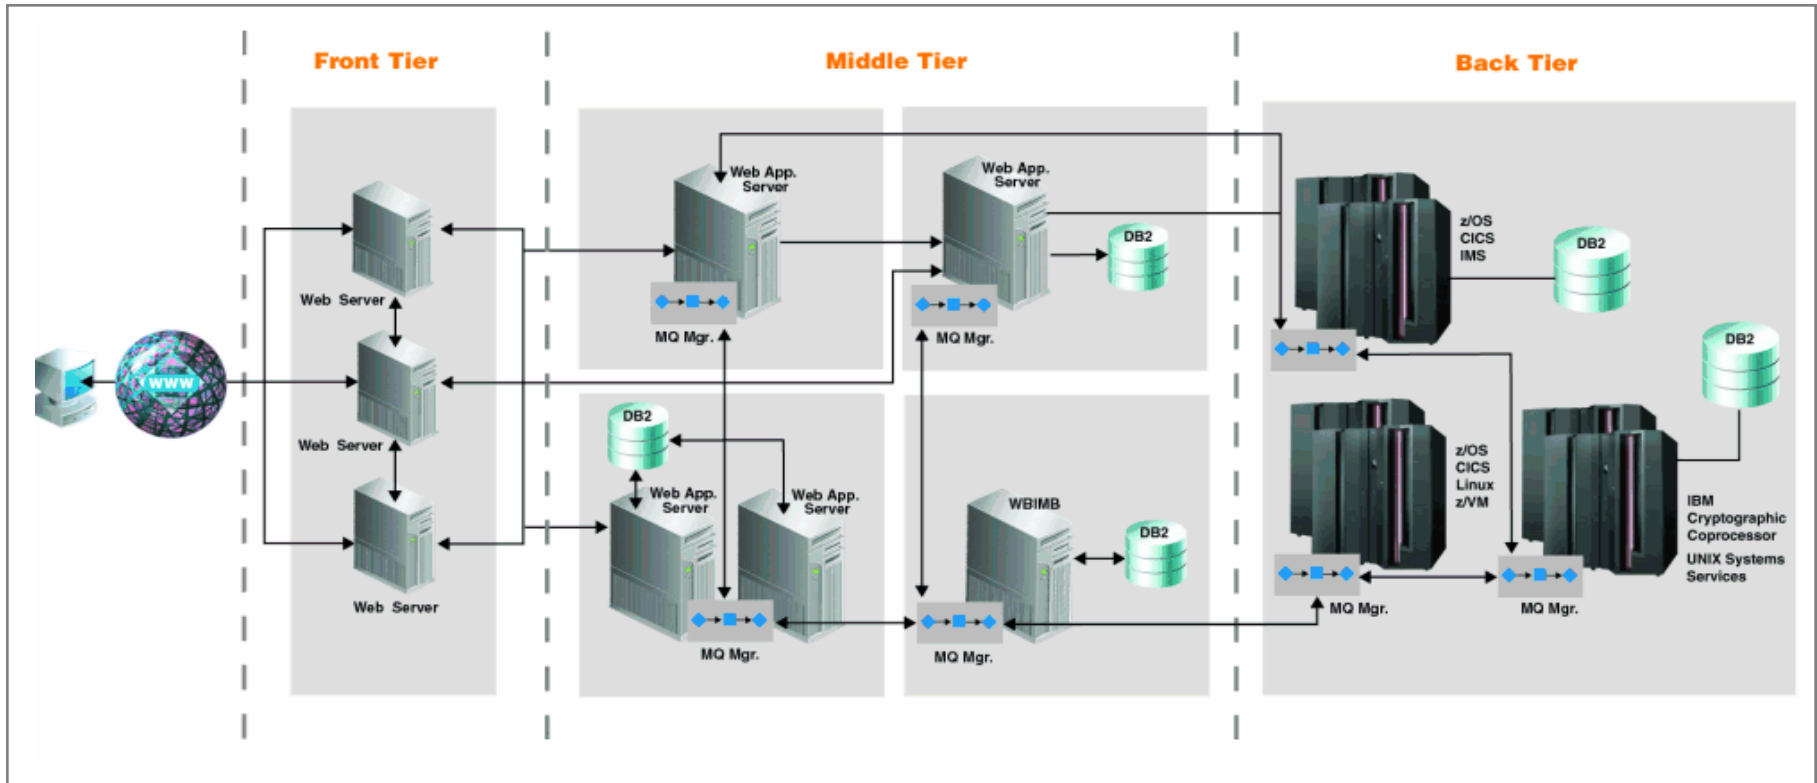 Front Tier
Middle Tier
Back Tier
Web App.
Server
Web App.
Server
DB2
z/OS
CICS
IMS
DB2
Web Server
MQ Mgr.
MQ Mgr.
DB2
WWW
Web Server
DB2
z/OS
CICS
Linux
z/VM
Web App.
Server
Web App.
Server
WBIMB
DB2
IBM
Cryptographic
Coprocessor
UNIX Systems
Services
Web Server
MQ Mgr.
MQ Mgr.
MQ Mgr.
MQ Mgr.